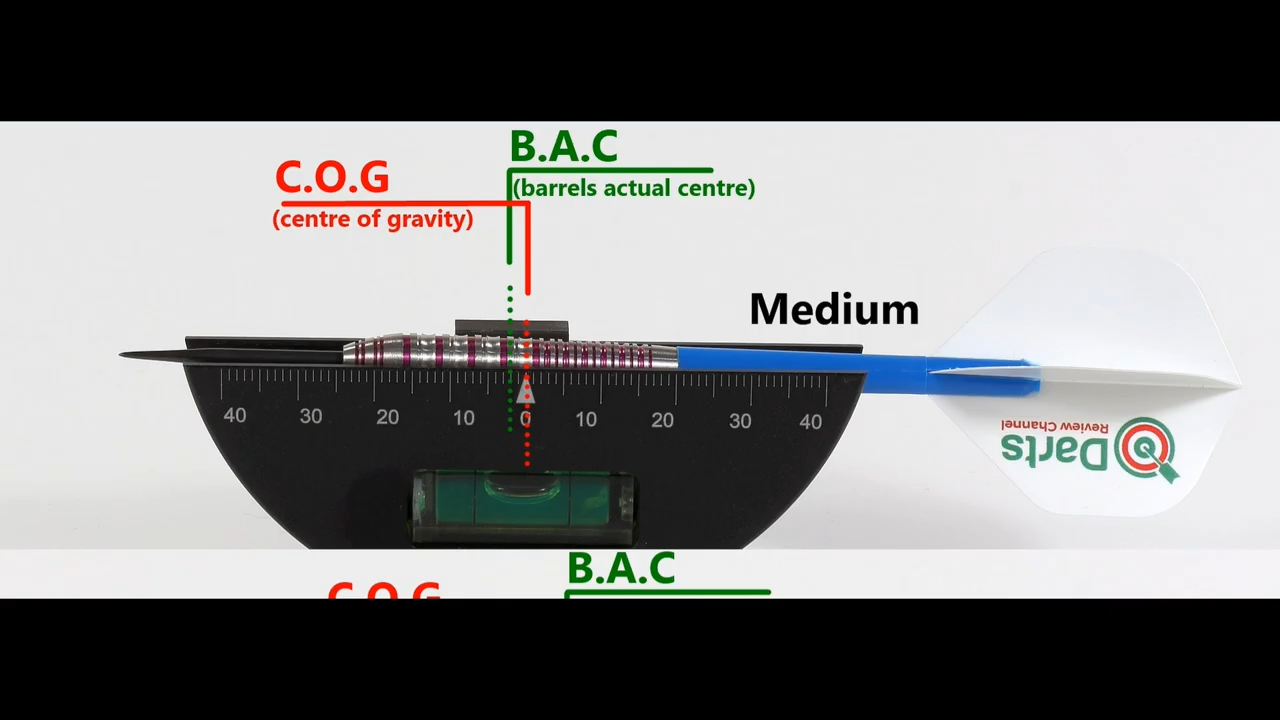 B.A.C
(barrels actual centre)
C.O.G
(centre of gravity)
Medium
40 30 20 10 0 10 20 30 40
Darts
Review Channel
B.A.C
C.O.G